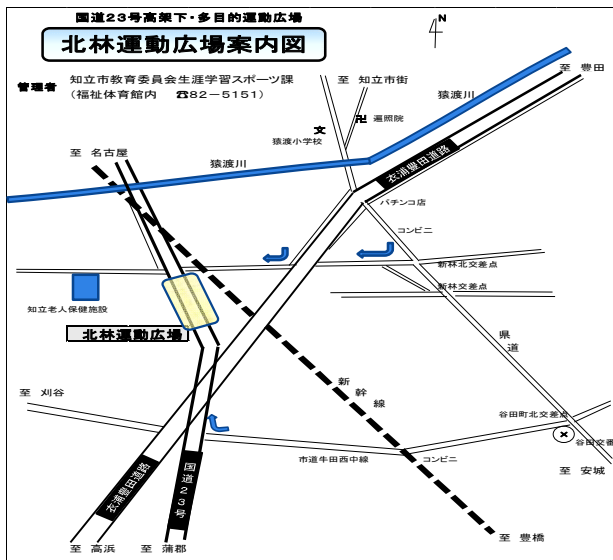 国道23号高架下・多目的運動広場
北林運動広場案内図
N
管理者
知立市教育委員会生涯学習スポーツ課
（福祉体育館内　☎82－5151）
至 知立市街
猿渡川
至 豊田
卍 遍照院
文
猿渡小学校
至 名古屋
猿渡川
衣浦豊田道路
パチンコ店
コンビニ
新林北交差点
新林交差点
知立老人保健施設
北林運動広場
県道
新幹線
至 刈谷
谷田町北交差点
谷田交番
市道牛田西中線
コンビニ
至 安城
衣浦豊田道路
国道23号
至 豊橋
至 高浜
至 蒲郡